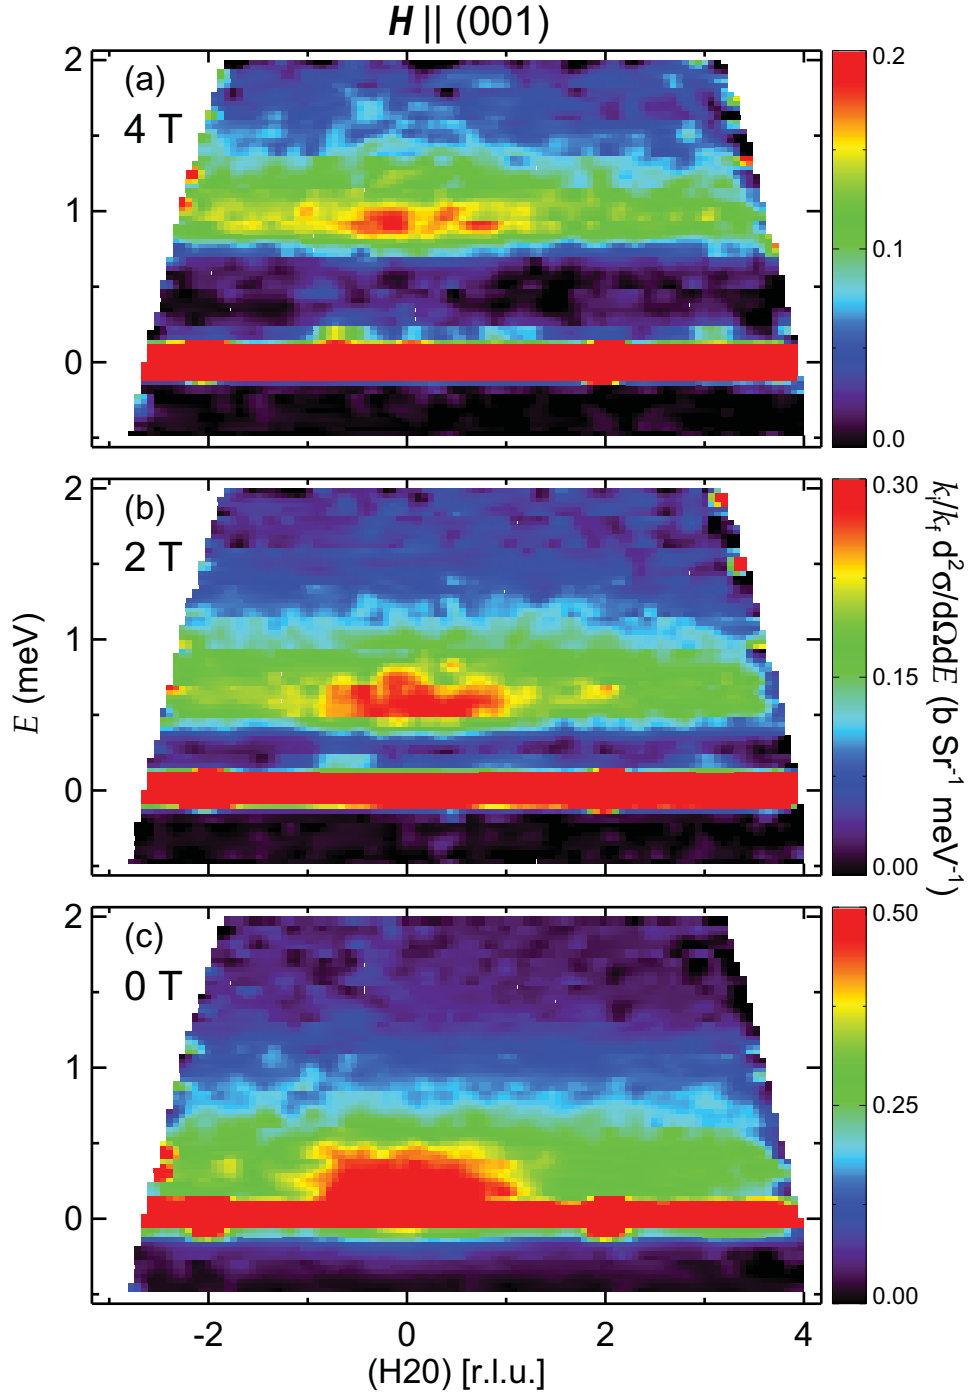 H || (001)
(a)
4 T
2
1
0
0.2
0.1
0.0
(b)
2 T
2
1
0
0.30
0.15
0.00
E (meV)
kᵢ/k_f d²σ/dΩdE (b Sr⁻¹ meV⁻¹)
(c)
0 T
2
1
0
0.50
0.25
0.00
-2 0 2 4
(H20) [r.l.u.]